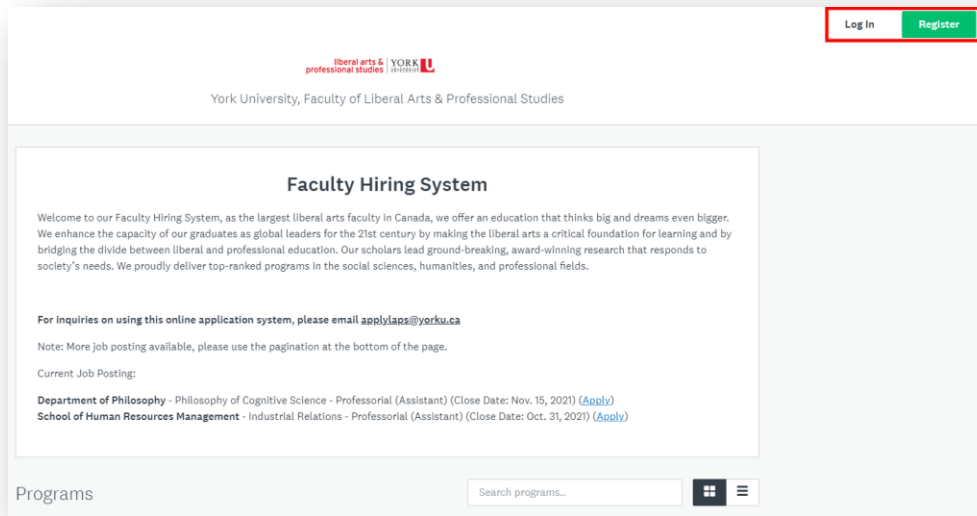 Log In Register
liberal arts & professional studies YORK U
York University, Faculty of Liberal Arts & Professional Studies
Faculty Hiring System
Welcome to our Faculty Hiring System, as the largest liberal arts faculty in Canada, we offer an education that thinks big and dreams even bigger.
We enhance the capacity of our graduates as global leaders for the 21st century by making the liberal arts a critical foundation for learning and by
bridging the divide between liberal and professional education. Our scholars lead ground-breaking, award-winning research that responds to
society's needs. We proudly deliver top-ranked programs in the social sciences, humanities, and professional fields.
For inquiries on using this online application system, please email applylaps@yorku.ca
Note: More job posting available, please use the pagination at the bottom of the page.
Current Job Posting:
Department of Philosophy - Philosophy of Cognitive Science - Professorial (Assistant) (Close Date: Nov. 15, 2021) (Apply)
School of Human Resources Management - Industrial Relations - Professorial (Assistant) (Close Date: Oct. 31, 2021) (Apply)
Programs
Search programs...